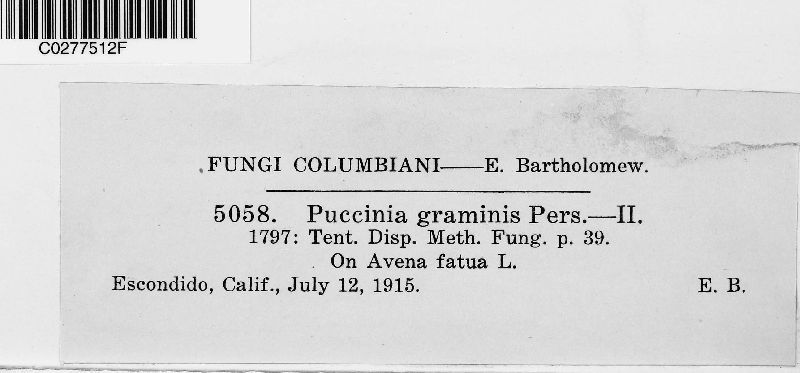 C0277512F
FUNGI COLUMBIANI——E. Bartholomew.
5058. Puccinia graminis Pers.—II.
1797: Tent. Disp. Meth. Fung. p. 39.
On Avena fatua L.
Escondido, Calif., July 12, 1915. E. B.